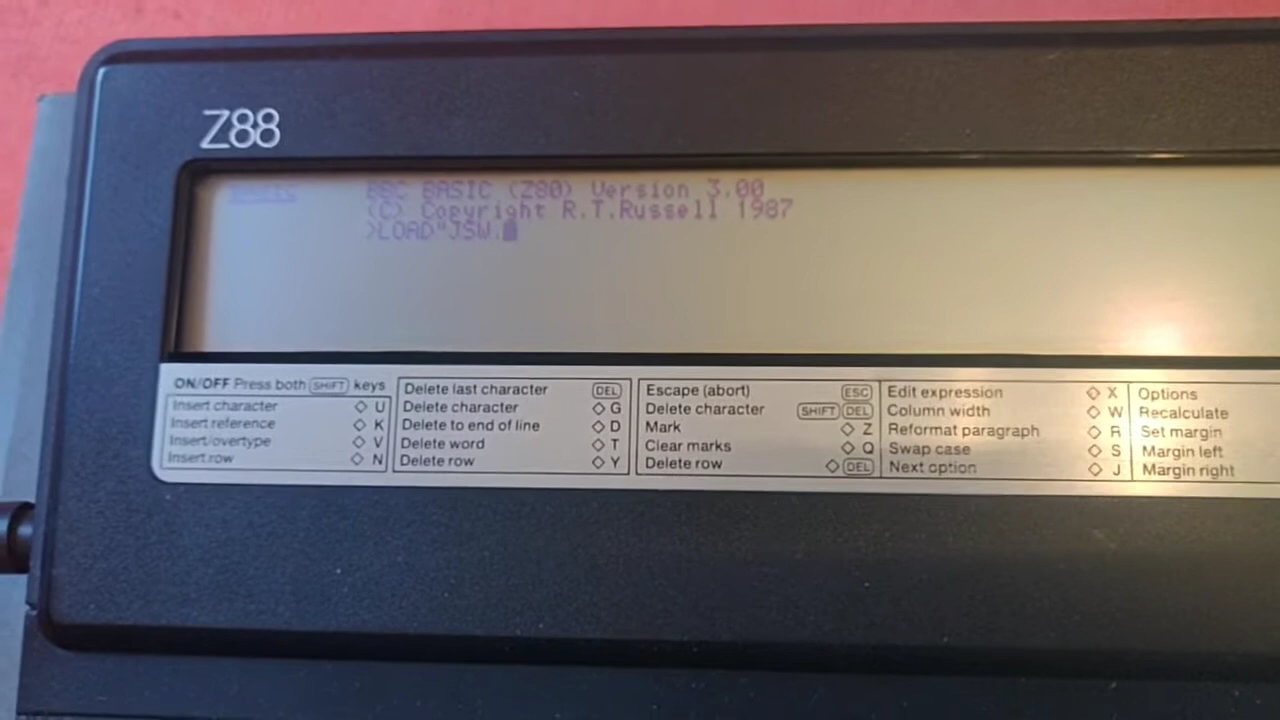 Z88
BASIC
BBC BASIC (Z80) Version 3.00
(C) Copyright R.T.Russell 1987
>LOAD"JSW.
ON/OFF Press both SHIFT keys
Insert character ◇ U
Insert reference ◇ K
Insert/overtype ◇ V
Insert row ◇ N
Delete last character DEL
Delete character ◇ G
Delete to end of line ◇ D
Delete word ◇ T
Delete row ◇ Y
Escape (abort) ESC
Delete character SHIFT DEL
Mark ◇ Z
Clear marks ◇ Q
Delete row ◇ DEL
Edit expression ◇ X
Column width ◇ W
Reformat paragraph ◇ R
Swap case ◇ S
Next option ◇ J
Options
Recalculate
Set margin
Margin left
Margin right